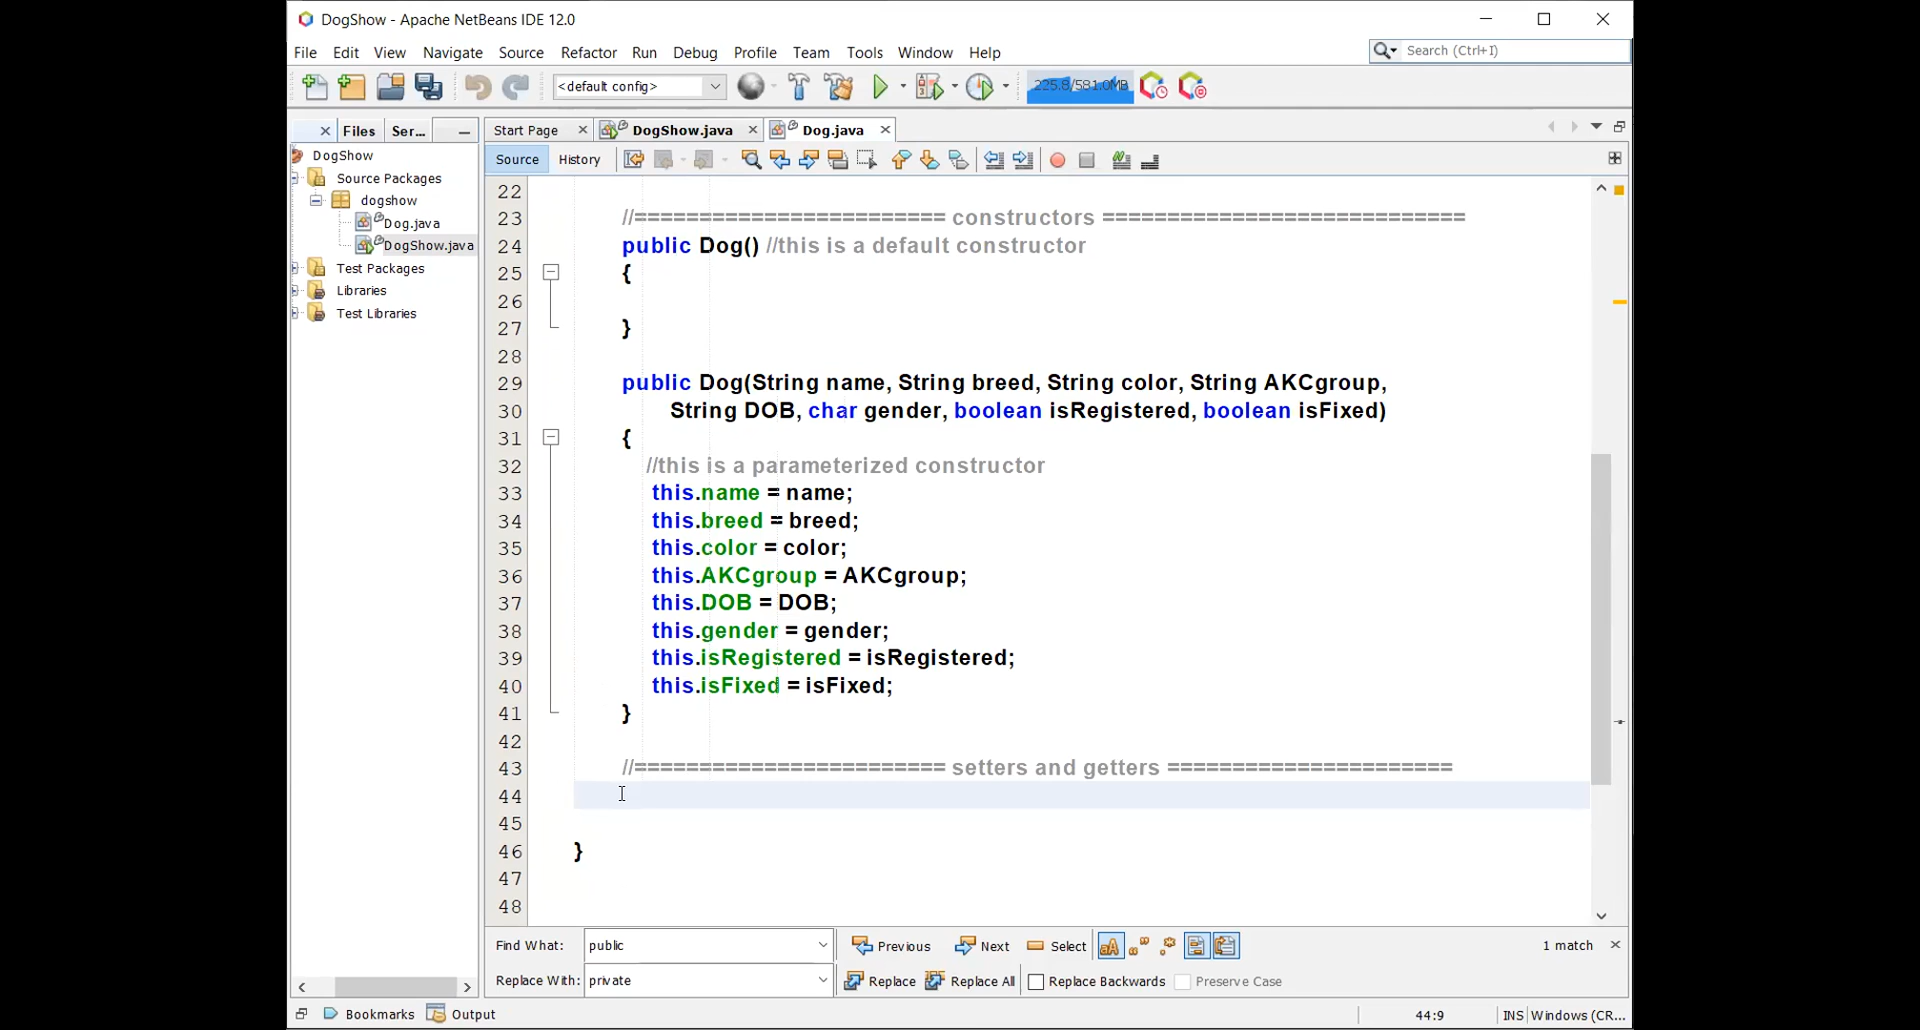 DogShow - Apache NetBeans IDE 12.0
File Edit View Navigate Source Refactor Run Debug Profile Team Tools Window Help
Search (Ctrl+I)
<default config>
225.8/581.0MB
Files Ser...
Start Page DogShow.java Dog.java
DogShow
Source Packages
dogshow
Dog.java
DogShow.java
Test Packages
Libraries
Test Libraries
Source History
22
23 //======================== constructors ============================
24 public Dog() //this is a default constructor
25 {
26
27 }
28
29 public Dog(String name, String breed, String color, String AKCgroup,
30 String DOB, char gender, boolean isRegistered, boolean isFixed)
31 {
32 //this is a parameterized constructor
33 this.name = name;
34 this.breed = breed;
35 this.color = color;
36 this.AKCgroup = AKCgroup;
37 this.DOB = DOB;
38 this.gender = gender;
39 this.isRegistered = isRegistered;
40 this.isFixed = isFixed;
41 }
42
43 //======================== setters and getters ======================
44
45
46 }
47
48
Find What: public Previous Next Select 1 match
Replace With: private Replace Replace All Replace Backwards Preserve Case
Bookmarks Output 44:9 INS Windows (CR...